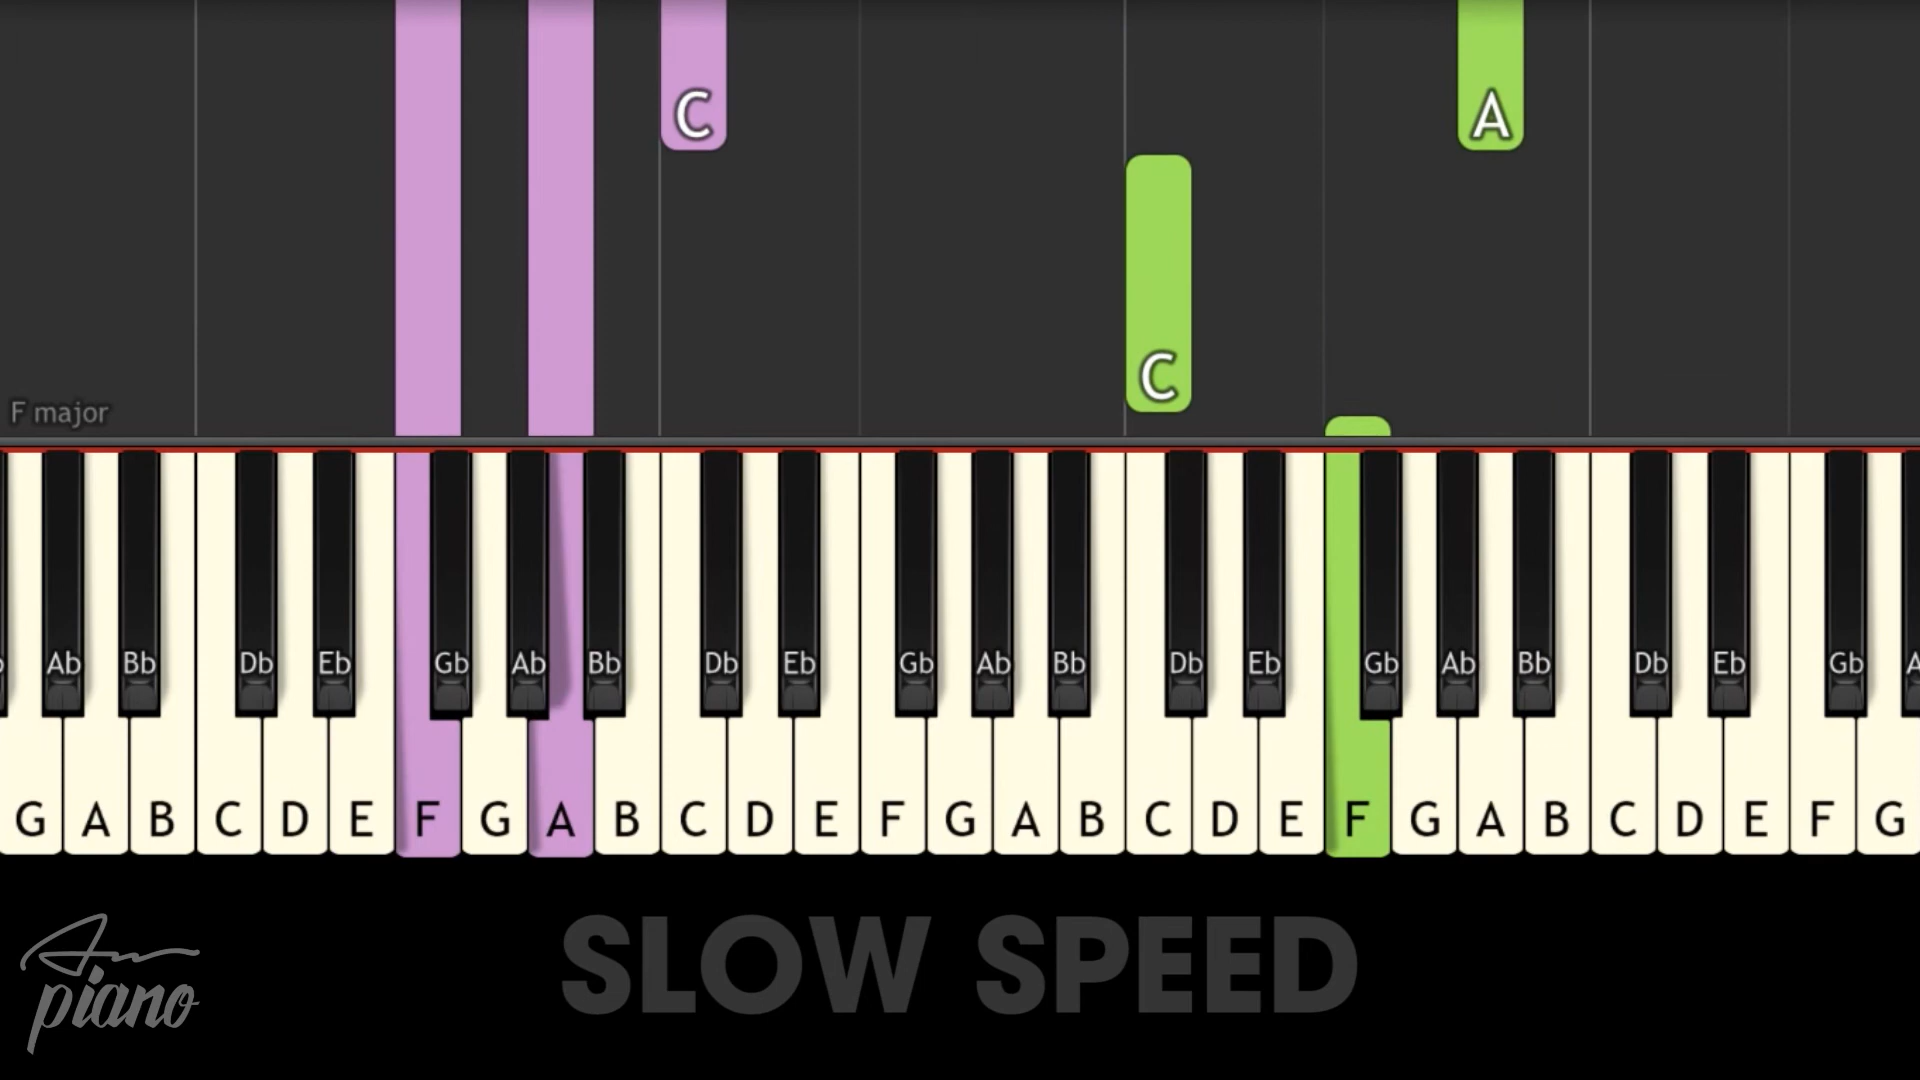 C A
C
F major
Ab Bb Db Eb Gb Ab Bb Db Eb Gb Ab Bb Db Eb Gb Ab Bb Db Eb Gb
G A B C D E F G A B C D E F G A B C D E F G A B C D E F G
SLOW SPEED
piano